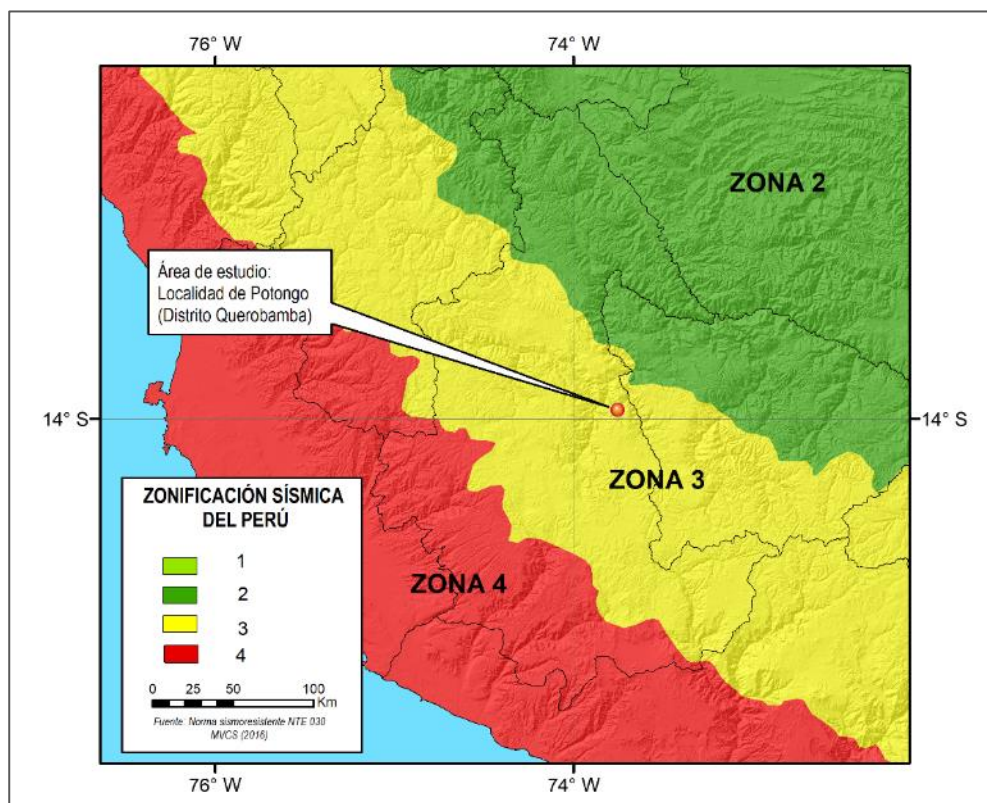 76° W 74° W
ZONA 2
Área de estudio:
Localidad de Potongo
(Distrito Querobamba)
14° S 14° S
ZONA 3
ZONIFICACIÓN SÍSMICA
DEL PERÚ
1
2
3
4
ZONA 4
0 25 50 100
Km
Fuente: Norma sismoresistente NTE 030
MVCS (2016)
76° W 74° W